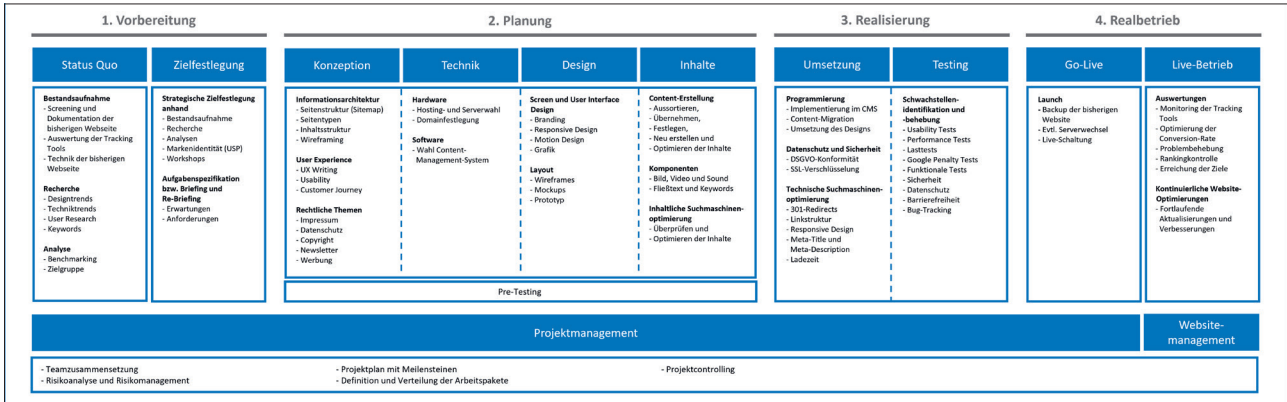 1. Vorbereitung
2. Planung
3. Realisierung
4. Realbetrieb
Status Quo
Zielfestlegung
Konzeption
Technik
Design
Inhalte
Umsetzung
Testing
Go-Live
Live-Betrieb
Bestandsaufnahme
- Screening und
Dokumentation der
bisherigen Webseite
- Auswertung der Tracking
Tools
- Technik der bisherigen
Webseite
Recherche
- Designtrends
- Techniktrends
- User Research
- Keywords
Analyse
- Benchmarking
- Zielgruppe
Strategische Zielfestlegung
anhand
- Bestandsaufnahme
- Recherche
- Analysen
- Markenidentität (USP)
- Workshops
Aufgabenspezifikation
bzw. Briefing und
Re-Briefing
- Erwartungen
- Anforderungen
Informationsarchitektur
- Seitenstruktur (Sitemap)
- Seitentypen
- Inhaltsstruktur
- Wireframing
User Experience
- UX Writing
- Usability
- Customer Journey
Rechtliche Themen
- Impressum
- Datenschutz
- Copyright
- Newsletter
- Werbung
Hardware
- Hosting- und Serverwahl
- Domainfestlegung
Software
- Wahl Content-
Management-System
Screen und User Interface
Design
- Branding
- Responsive Design
- Motion Design
- Grafik
Layout
- Wireframes
- Mockups
- Prototyp
Content-Erstellung
- Aussortieren,
- Übernehmen,
- Festlegen,
- Neu erstellen und
- Optimieren der Inhalte
Komponenten
- Bild, Video und Sound
- Fließtext und Keywords
Inhaltliche Suchmaschinen-
optimierung
- Überprüfen und
- Optimieren der Inhalte
Pre-Testing
Programmierung
- Implementierung im CMS
- Content-Migration
- Umsetzung des Designs
Datenschutz und Sicherheit
- DSGVO-Konformität
- SSL-Verschlüsselung
Technische Suchmaschinen-
optimierung
- 301-Redirects
- Linkstruktur
- Responsive Design
- Meta-Title und
Meta-Description
- Ladezeit
Schwachstellen-
identifikation und
-behebung
- Usability Tests
- Performance Tests
- Lasttests
- Google Penalty Tests
- Funktionale Tests
- Sicherheit
- Datenschutz
- Barrierefreiheit
- Bug-Tracking
Launch
- Backup der bisherigen
Website
- Evtl. Serverwechsel
- Live-Schaltung
Auswertungen
- Monitoring der Tracking
Tools
- Optimierung der
Conversion-Rate
- Problembehebung
- Rankingkontrolle
- Erreichung der Ziele
Kontinuierliche Website-
Optimierungen
- Fortlaufende
Aktualisierungen und
Verbesserungen
Projektmanagement
Website-
management
- Teamzusammensetzung
- Risikoanalyse und Risikomanagement
- Projektplan mit Meilensteinen
- Definition und Verteilung der Arbeitspakete
- Projektcontrolling